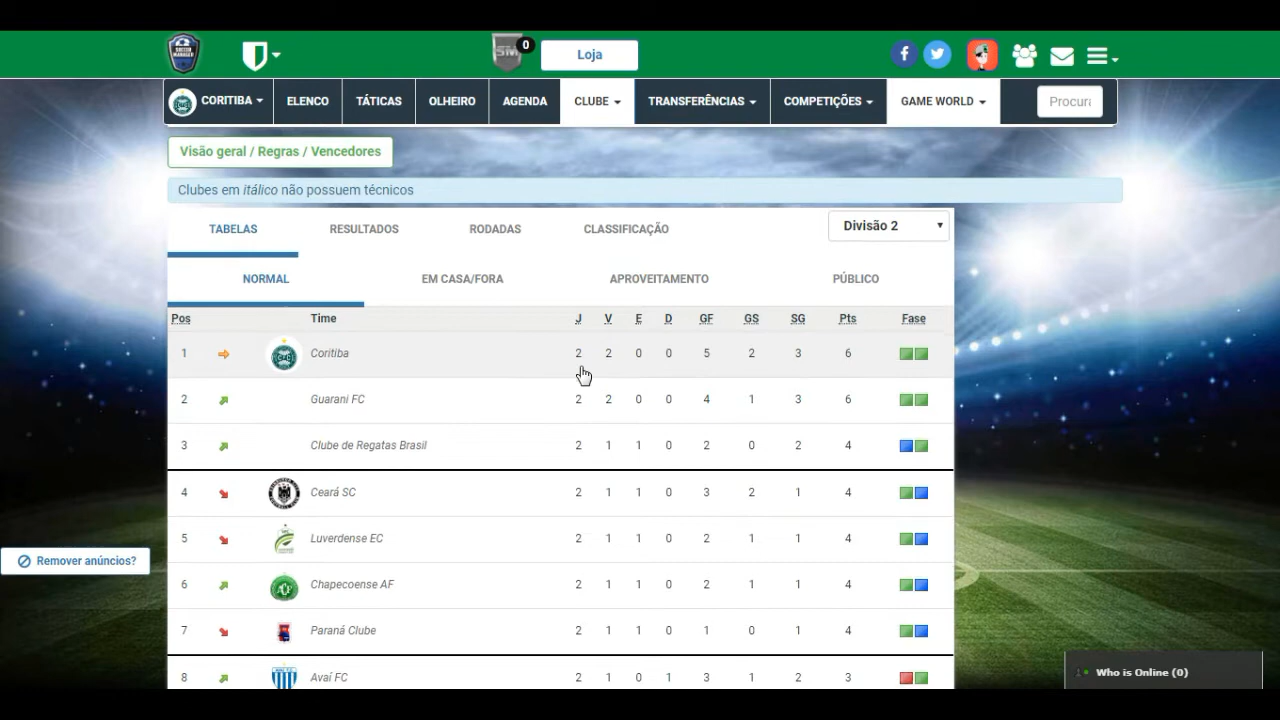 SM 0 Loja
CORITIBA ELENCO TÁTICAS OLHEIRO AGENDA CLUBE TRANSFERÊNCIAS COMPETIÇÕES GAME WORLD Procura
Visão geral / Regras / Vencedores
Clubes em itálico não possuem técnicos
TABELAS RESULTADOS RODADAS CLASSIFICAÇÃO Divisão 2
NORMAL EM CASA/FORA APROVEITAMENTO PÚBLICO
Pos Time J V E D GF GS SG Pts Fase
1 Coritiba 2 2 0 0 5 2 3 6
2 Guarani FC 2 2 0 0 4 1 3 6
3 Clube de Regatas Brasil 2 1 1 0 2 0 2 4
4 Ceará SC 2 1 1 0 3 2 1 4
5 Luverdense EC 2 1 1 0 2 1 1 4
Remover anúncios?
6 Chapecoense AF 2 1 1 0 2 1 1 4
7 Paraná Clube 2 1 1 0 1 0 1 4
8 Avaí FC 2 1 0 1 3 1 2 3
Who is Online (0)